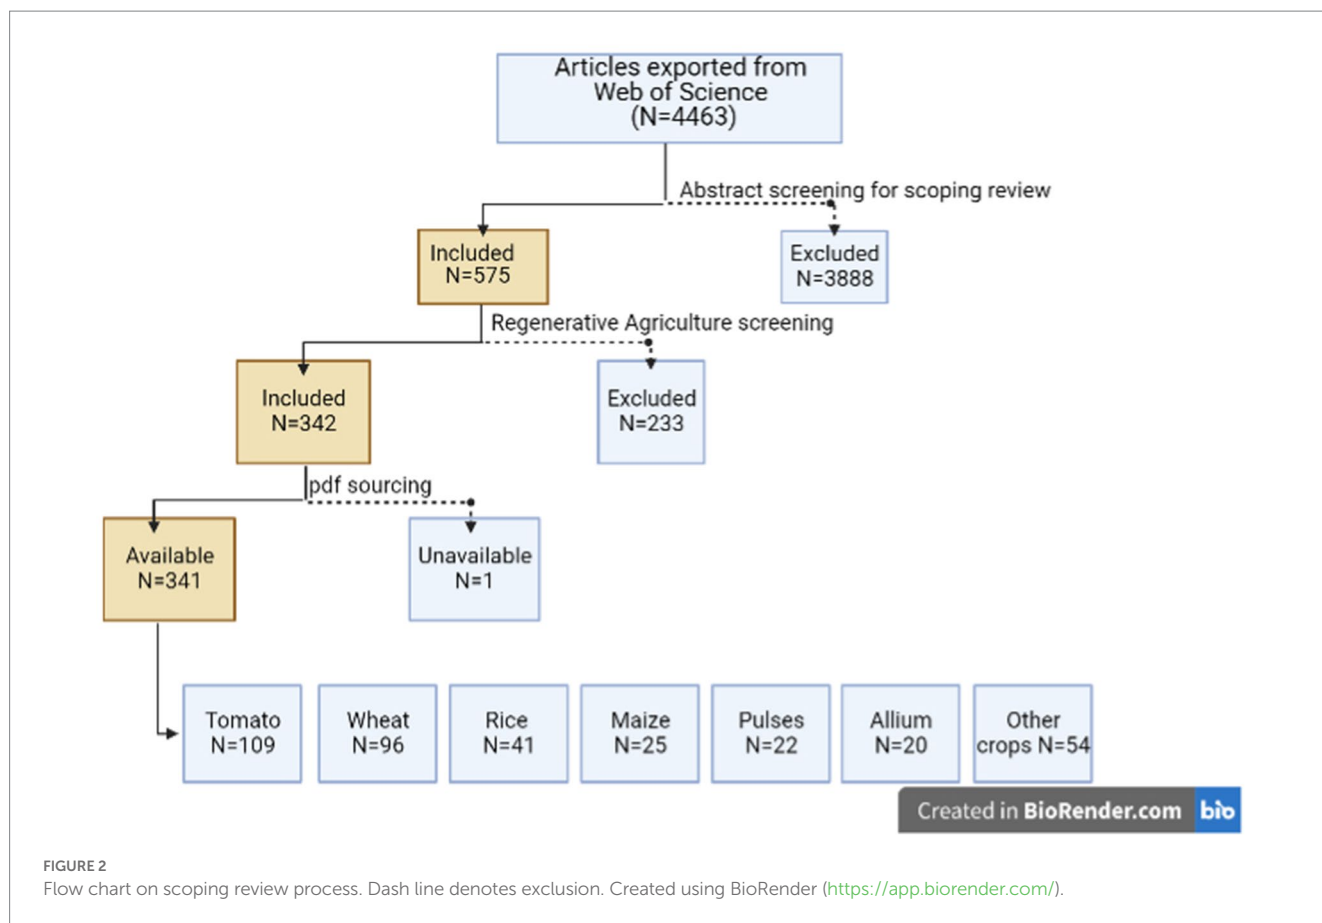 Articles exported from
Web of Science
(N=4463)
Abstract screening for scoping review
Included
N=575
Excluded
N=3888
Regenerative Agriculture screening
Included
N=342
Excluded
N=233
pdf sourcing
Available
N=341
Unavailable
N=1
Tomato
N=109
Wheat
N=96
Rice
N=41
Maize
N=25
Pulses
N=22
Allium
N=20
Other
crops N=54
Created in BioRender.com bio
FIGURE 2
Flow chart on scoping review process. Dash line denotes exclusion. Created using BioRender (https://app.biorender.com/).